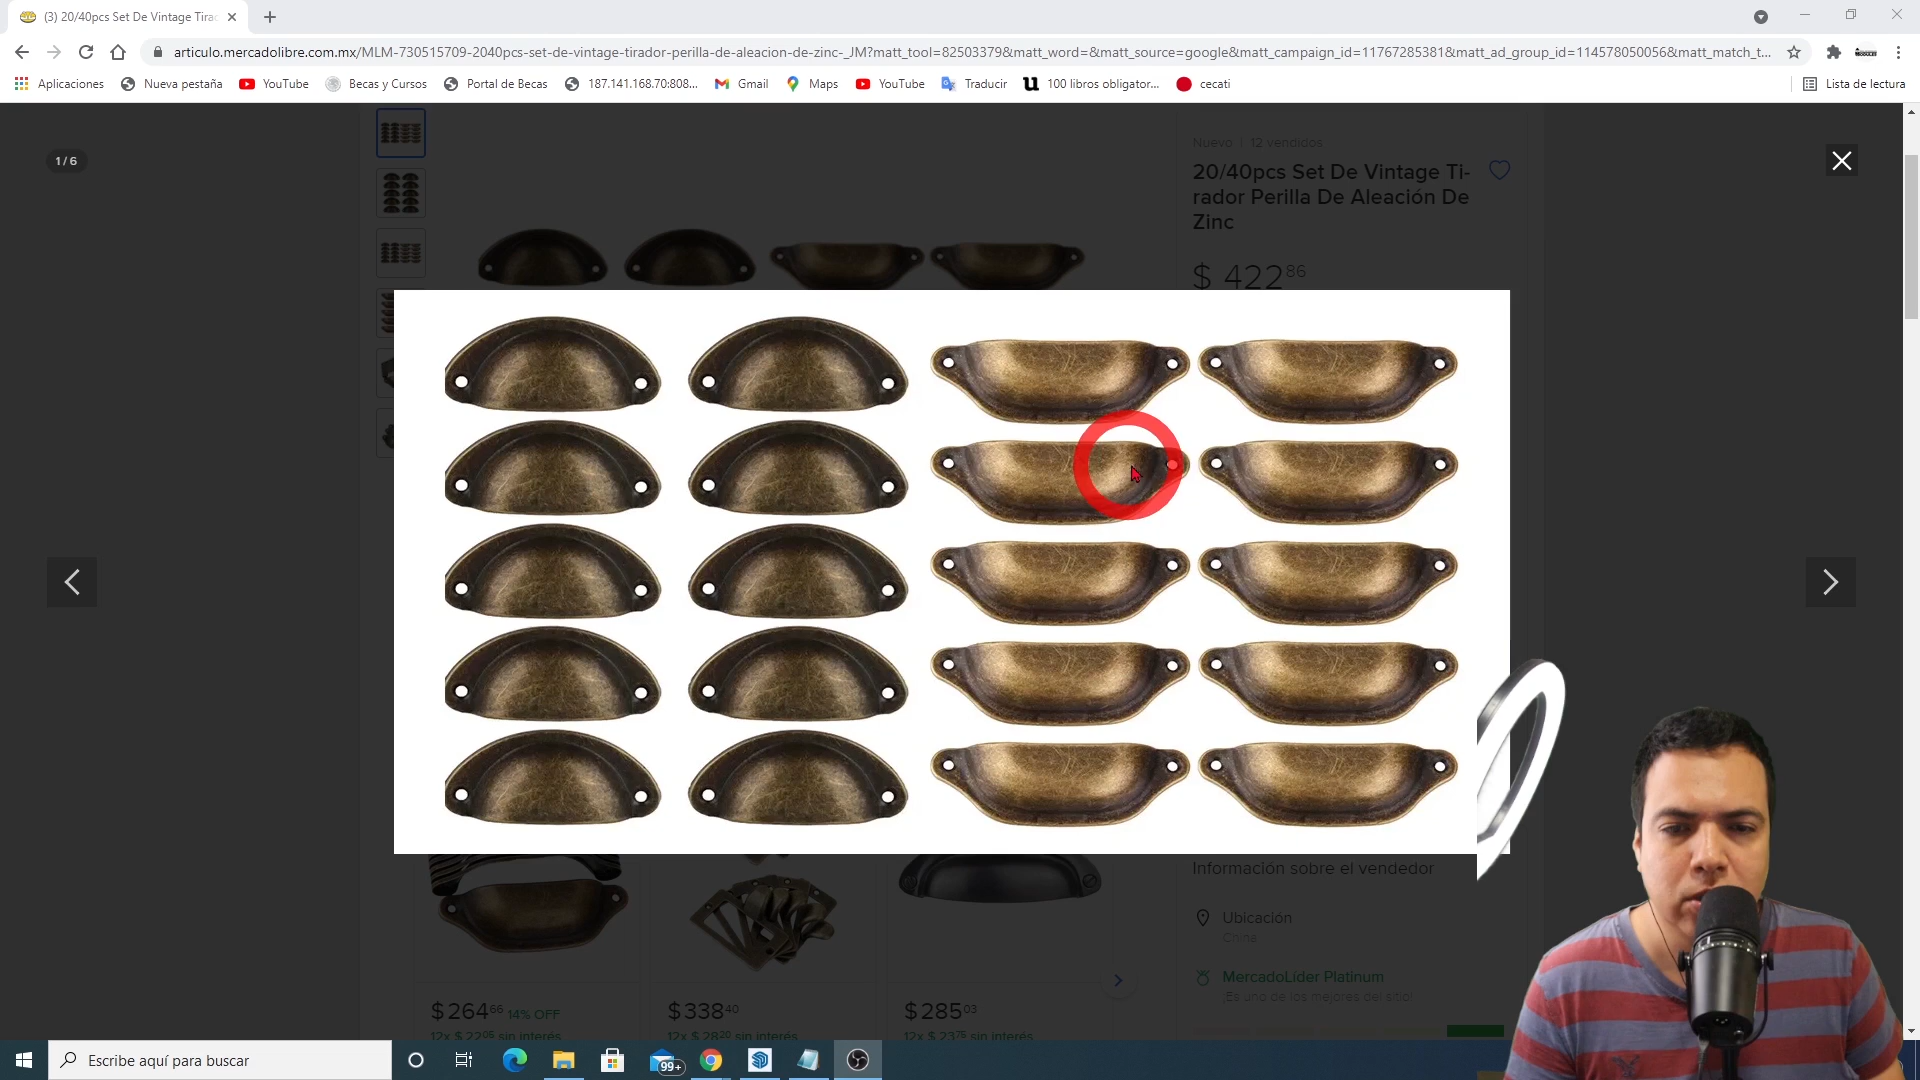 (3) 20/40pcs Set De Vintage Tira
articulo.mercadolibre.com.mx/MLM-730515709-2040pcs-set-de-vintage-tirador-perilla-de-aleacion-de-zinc-_JM?matt_tool=82503379&matt_word=&matt_source=google&matt_campaign_id=11767285381&matt_ad_group_id=114578050056&matt_match_t...
Aplicaciones
Nueva pestaña
YouTube
Becas y Cursos
Portal de Becas
187.141.168.70:808...
Gmail
Maps
YouTube
Traducir
100 libros obligator...
cecati
Lista de lectura
1 / 6
Nuevo | 12 vendidos
20/40pcs Set De Vintage Ti-
rador Perilla De Aleación De
Zinc
$ 422 86
Información sobre el vendedor
Ubicación
China
MercadoLíder Platinum
¡Es uno de los mejores del sitio!
$ 264 66 14% OFF
12x $ 22 05 sin interés
$ 338 40
12x $ 28 20 sin interés
$ 285 03
12x $ 23 75 sin interés
Escribe aquí para buscar
99+